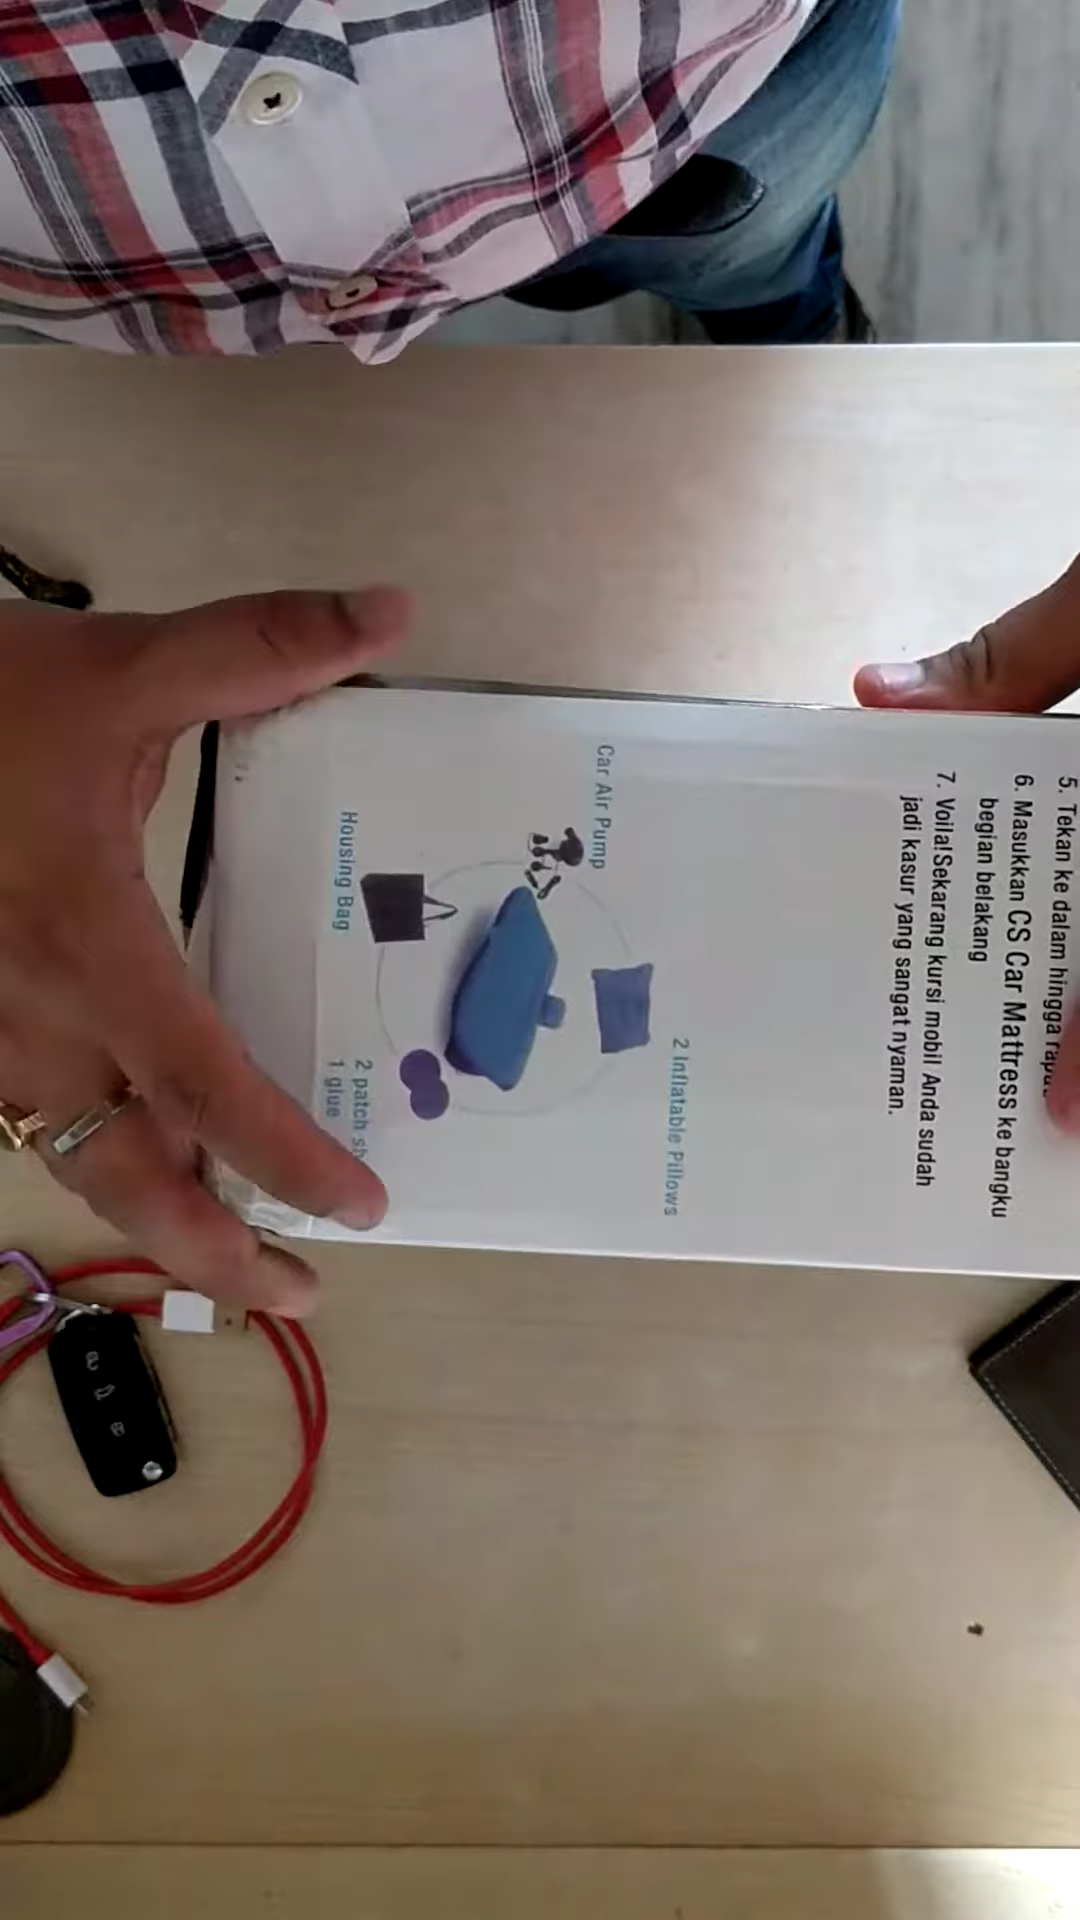 5. Tekan ke dalam hingga
6. Masukkan CS Car Mattress ke bangku
begian belakang
7. Voila!Sekarang kursi mobil Anda sudah
jadi kasur yang sangat nyaman.
2 Inflatable Pillows
Car Air Pump
Housing Bag
2 patch
1 glue